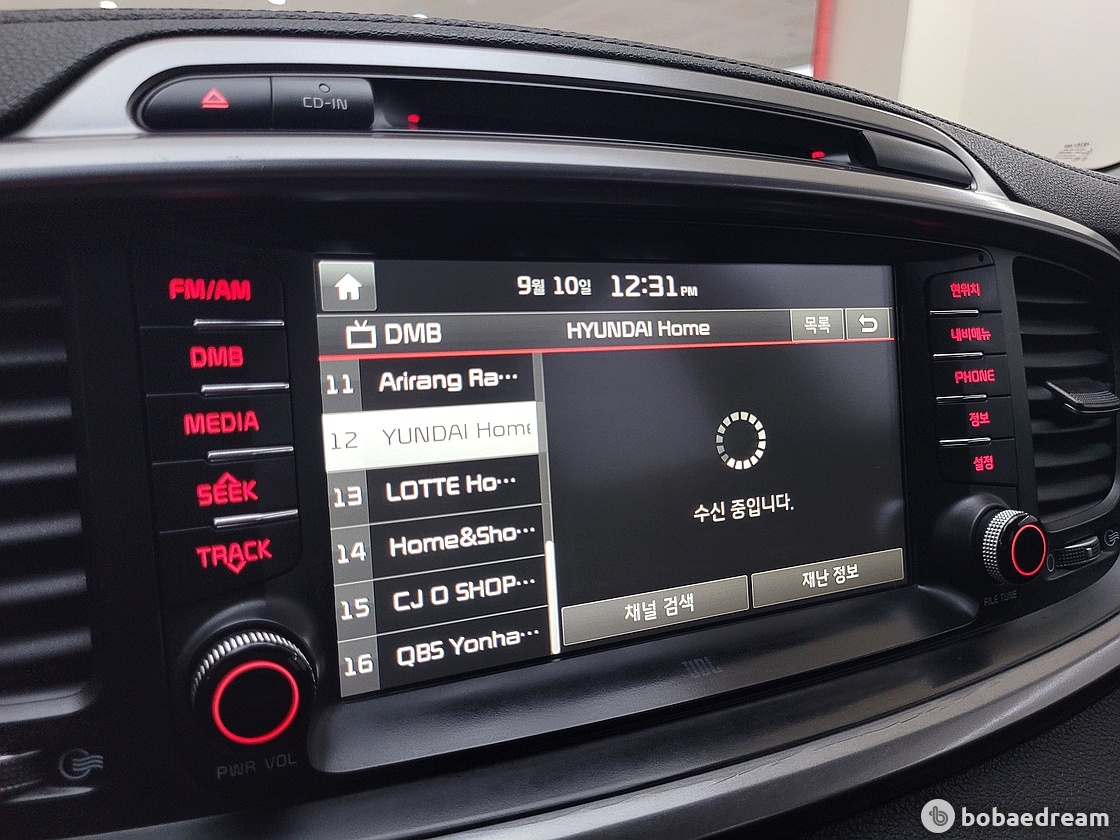 CD-IN
FM/AM
DMB
MEDIA
SEEK
TRACK
PWR VOL
9월 10일 12:31 PM
DMB HYUNDAI Home 목록
11 Arirang Ra···
12 YUNDAI Home
13 LOTTE Ho···
14 Home&Sho···
15 CJ O SHOP···
16 QBS Yonha···
수신 중입니다.
채널 검색
재난 정보
현위치
내비메뉴
PHONE
정보
설정
FILE TUNE
JBL
bobaedream